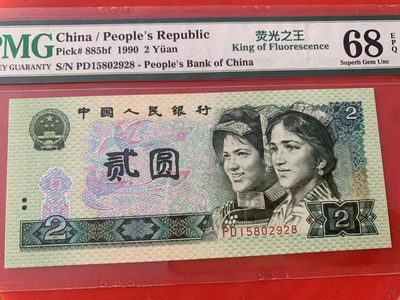 PMG
China / People's Republic
Pick# 885bf 1990 2 Yüan
S/N PD15802928 - People's Bank of China
荧光之王
King of Fluorescence
68
EPQ
Superb Gem Unc
EY GUARANTY
中国人民银行
2
贰圆
2
2
PD15802928